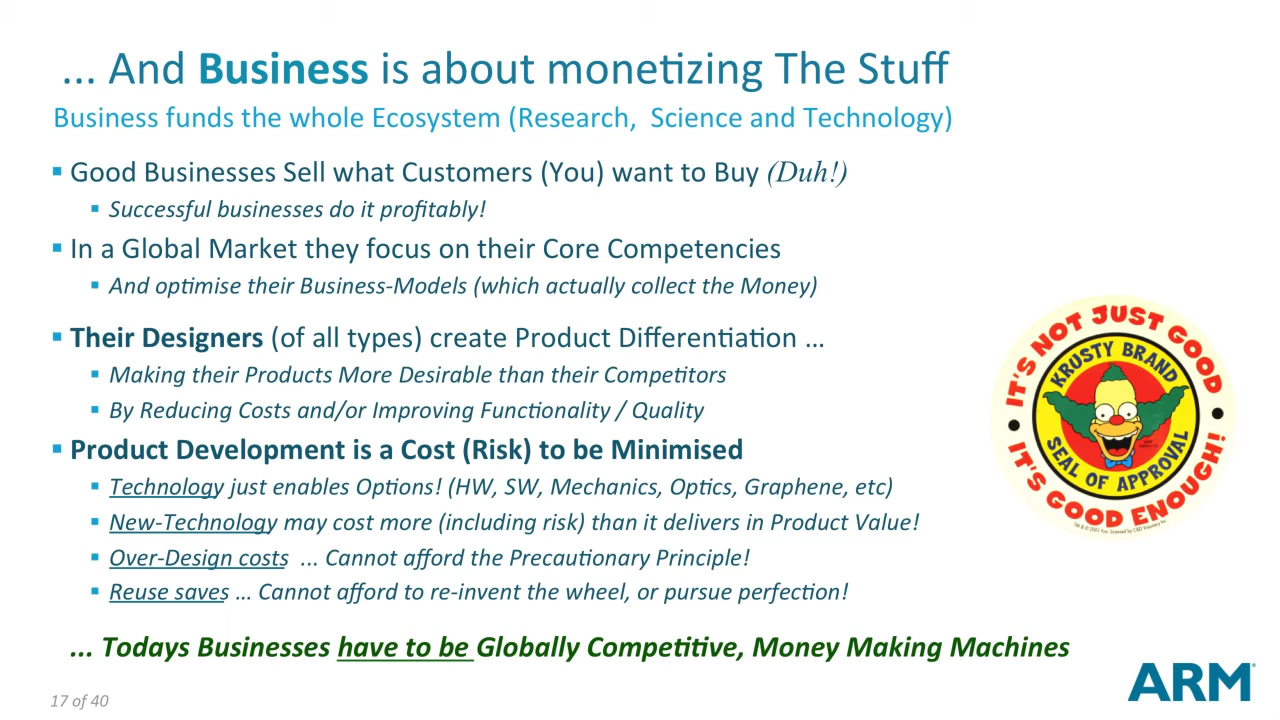 ... And Business is about monetizing The Stuff
Business funds the whole Ecosystem (Research, Science and Technology)
▪ Good Businesses Sell what Customers (You) want to Buy (Duh!)
▪ Successful businesses do it profitably!
▪ In a Global Market they focus on their Core Competencies
▪ And optimise their Business-Models (which actually collect the Money)
▪ Their Designers (of all types) create Product Differentiation ...
▪ Making their Products More Desirable than their Competitors
▪ By Reducing Costs and/or Improving Functionality / Quality
▪ Product Development is a Cost (Risk) to be Minimised
▪ Technology just enables Options! (HW, SW, Mechanics, Optics, Graphene, etc)
▪ New-Technology may cost more (including risk) than it delivers in Product Value!
▪ Over-Design costs ... Cannot afford the Precautionary Principle!
▪ Reuse saves ... Cannot afford to re-invent the wheel, or pursue perfection!
... Todays Businesses have to be Globally Competitive, Money Making Machines
IT'S NOT JUST GOOD
KRUSTY BRAND
SEAL OF APPROVAL
IT'S GOOD ENOUGH!
17 of 40
ARM